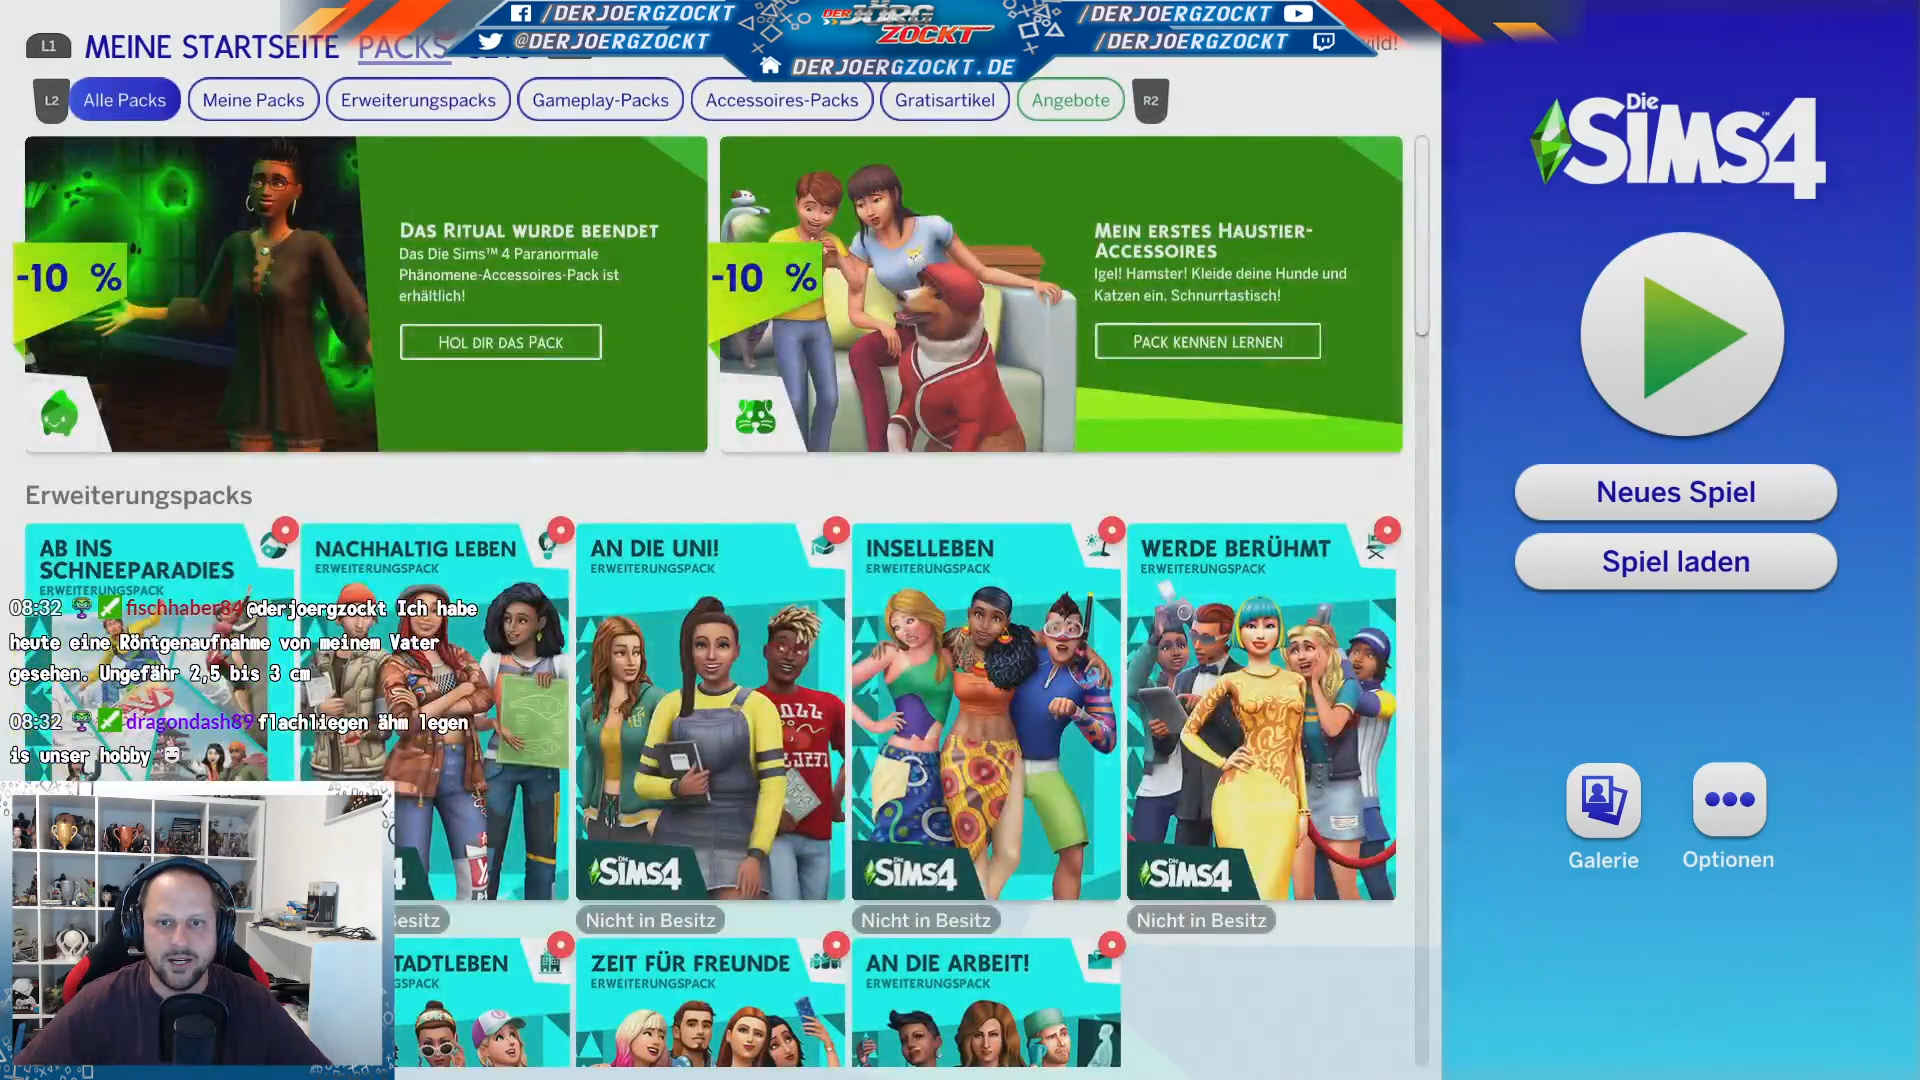 /DERJOERGZOCKT
@DERJOERGZOCKT
DER JÖRG ZOCKT
/DERJOERGZOCKT
/DERJOERGZOCKT
DERJOERGZOCKT.DE
L1 MEINE STARTSEITE PACKS
L2 Alle Packs Meine Packs Erweiterungspacks Gameplay-Packs Accessoires-Packs Gratisartikel Angebote R2
-10 %
DAS RITUAL WURDE BEENDET
Das Die Sims™ 4 Paranormale
Phänomene-Accessoires-Pack ist
erhältlich!
HOL DIR DAS PACK
-10 %
MEIN ERSTES HAUSTIER-
ACCESSOIRES
Igel! Hamster! Kleide deine Hunde und
Katzen ein. Schnurrtastisch!
PACK KENNEN LERNEN
Erweiterungspacks
AB INS
SCHNEEPARADIES
ERWEITERUNGSPACK
NACHHALTIG LEBEN
ERWEITERUNGSPACK
AN DIE UNI!
ERWEITERUNGSPACK
Die Sims4
Nicht in Besitz
INSELLEBEN
ERWEITERUNGSPACK
Die Sims4
Nicht in Besitz
WERDE BERÜHMT
ERWEITERUNGSPACK
Die Sims4
Nicht in Besitz
08:32 fischhaber84 @derjoergzockt Ich habe
heute eine Röntgenaufnahme von meinem Vater
gesehen. Ungefähr 2,5 bis 3 cm
08:32 dragondash89 flachliegen ähm legen
is unser hobby
4
Besitz
TADTLEBEN
GSPACK
ZEIT FÜR FREUNDE
ERWEITERUNGSPACK
AN DIE ARBEIT!
ERWEITERUNGSPACK
Die Sims™4
Neues Spiel
Spiel laden
Galerie
Optionen